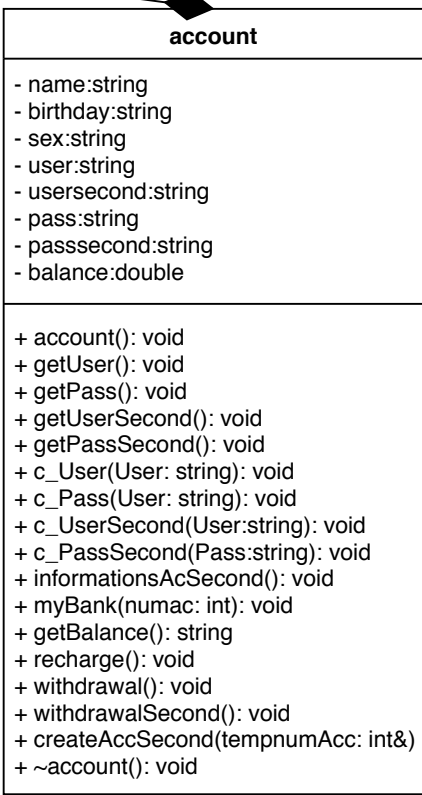 account
- name:string
- birthday:string
- sex:string
- user:string
- usersecond:string
- pass:string
- passsecond:string
- balance:double
+ account(): void
+ getUser(): void
+ getPass(): void
+ getUserSecond(): void
+ getPassSecond(): void
+ c_User(User: string): void
+ c_Pass(User: string): void
+ c_UserSecond(User:string): void
+ c_PassSecond(Pass:string): void
+ informationsAcSecond(): void
+ myBank(numac: int): void
+ getBalance(): string
+ recharge(): void
+ withdrawal(): void
+ withdrawalSecond(): void
+ createAccSecond(tempnumAcc: int&)
+ ~account(): void